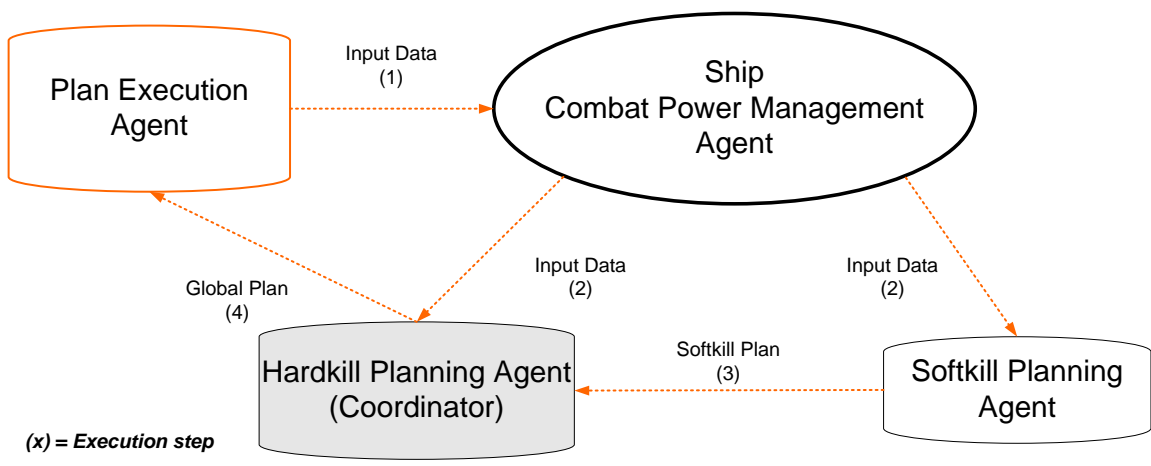 Plan Execution
Agent
Input Data
(1)
Ship
Combat Power Management
Agent
Input Data
(2)
Input Data
(2)
Global Plan
(4)
Softkill Plan
(3)
Hardkill Planning Agent
(Coordinator)
Softkill Planning
Agent
(x) = Execution step